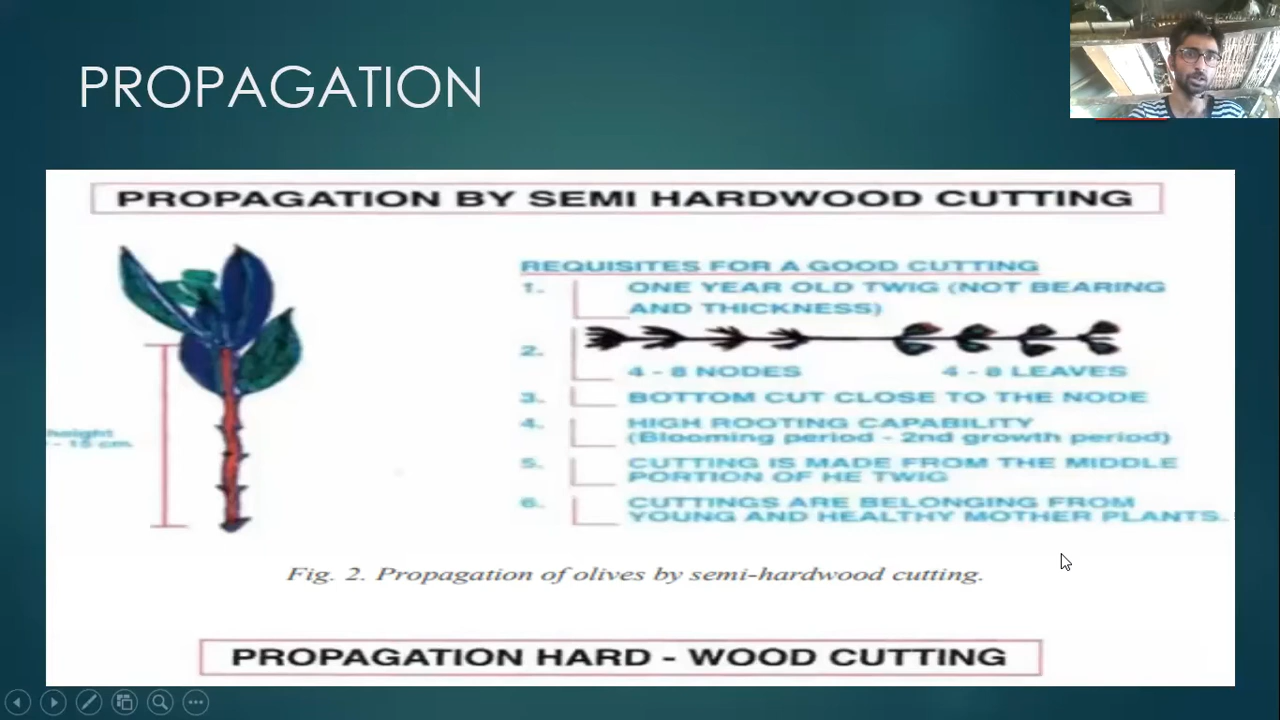 PROPAGATION
PROPAGATION BY SEMI HARDWOOD CUTTING
REQUISITES FOR A GOOD CUTTING
1. ONE YEAR OLD TWIG (NOT BEARING
AND THICKNESS)
2.
4 - 8 NODES 4 - 8 LEAVES
3. BOTTOM CUT CLOSE TO THE NODE
4. HIGH ROOTING CAPABILITY
(Blooming period - 2nd growth period)
5. CUTTING IS MADE FROM THE MIDDLE
PORTION OF HE TWIG
6. CUTTINGS ARE BELONGING FROM
YOUNG AND HEALTHY MOTHER PLANTS.
height
- 15 cm.
Fig. 2. Propagation of olives by semi-hardwood cutting.
PROPAGATION HARD - WOOD CUTTING